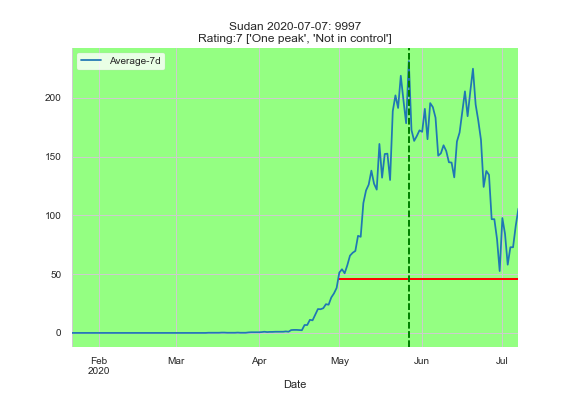 Sudan 2020-07-07: 9997
Rating:7 ['One peak', 'Not in control']
Average-7d
200
150
100
50
0
Feb
2020
Mar
Apr
May
Jun
Jul
Date